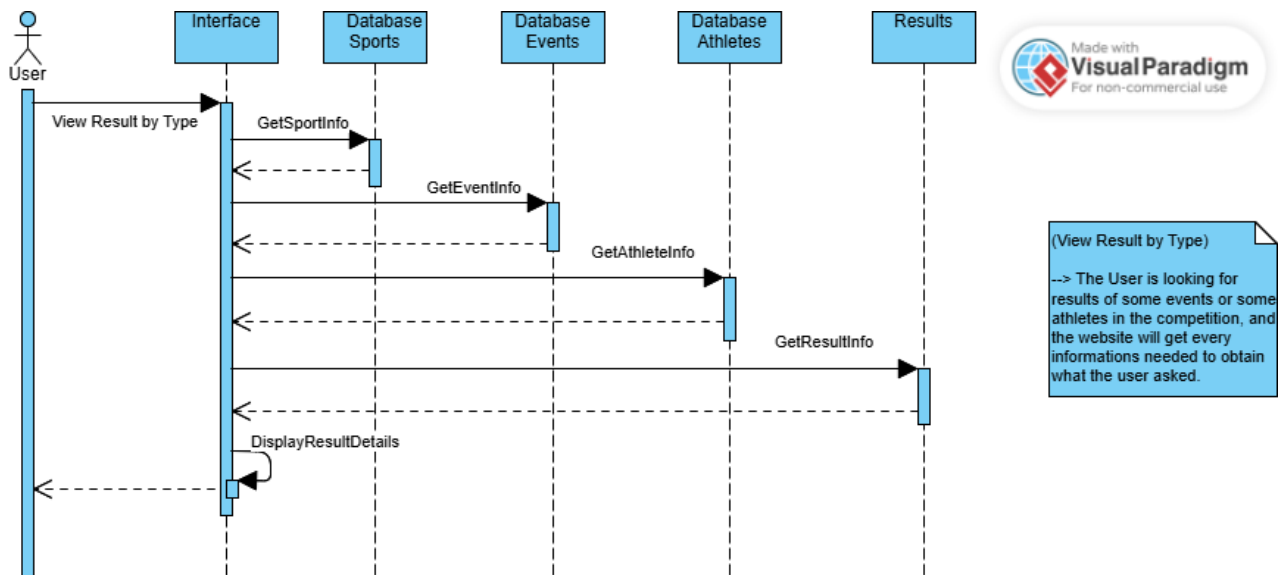 Interface
Database
Sports
Database
Events
Database
Athletes
Results
Made with
Visual Paradigm
For non-commercial use
User
View Result by Type
GetSportInfo
GetEventInfo
GetAthleteInfo
GetResultInfo
DisplayResultDetails
(View Result by Type)
--> The User is looking for
results of some events or some
athletes in the competition, and
the website will get every
informations needed to obtain
what the user asked.